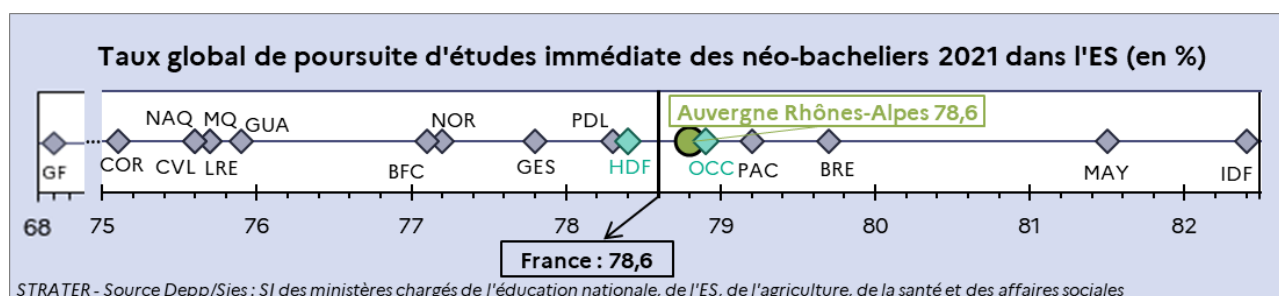 Taux global de poursuite d'études immédiate des néo-bacheliers 2021 dans l'ES (en %)
Auvergne Rhônes-Alpes 78,6
NAQ MQ GUA NOR PDL
GF COR CVL LRE BFC GES HDF OCC PAC BRE MAY IDF
68 75 76 77 78 79 80 81 82
France : 78,6
STRATER - Source Depp/Sies : SI des ministères chargés de l'éducation nationale, de l'ES, de l'agriculture, de la santé et des affaires sociales